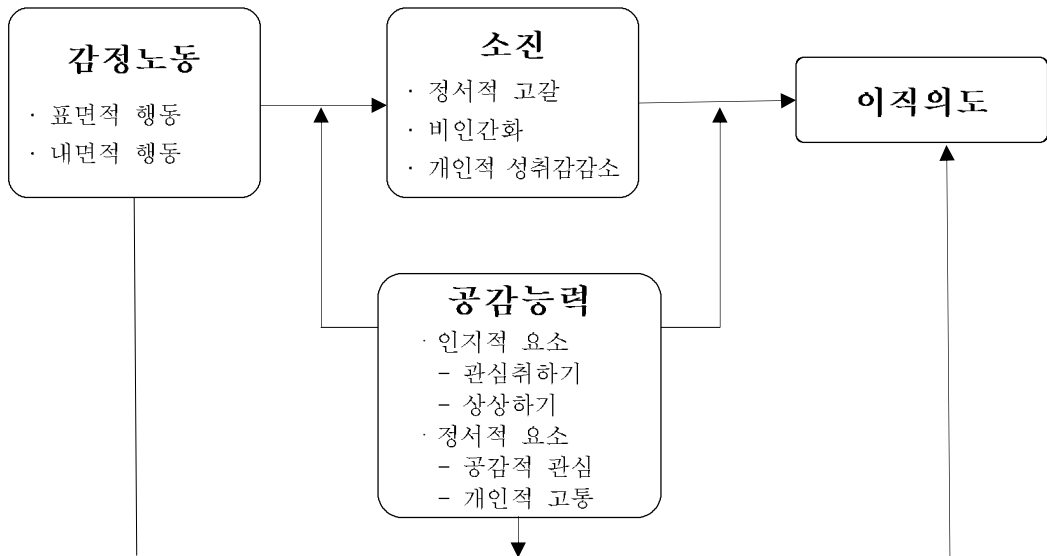 감정노동
· 표면적 행동
· 내면적 행동
소진
· 정서적 고갈
· 비인간화
· 개인적 성취감감소
이직의도
공감능력
· 인지적 요소
- 관심취하기
- 상상하기
· 정서적 요소
- 공감적 관심
- 개인적 고통